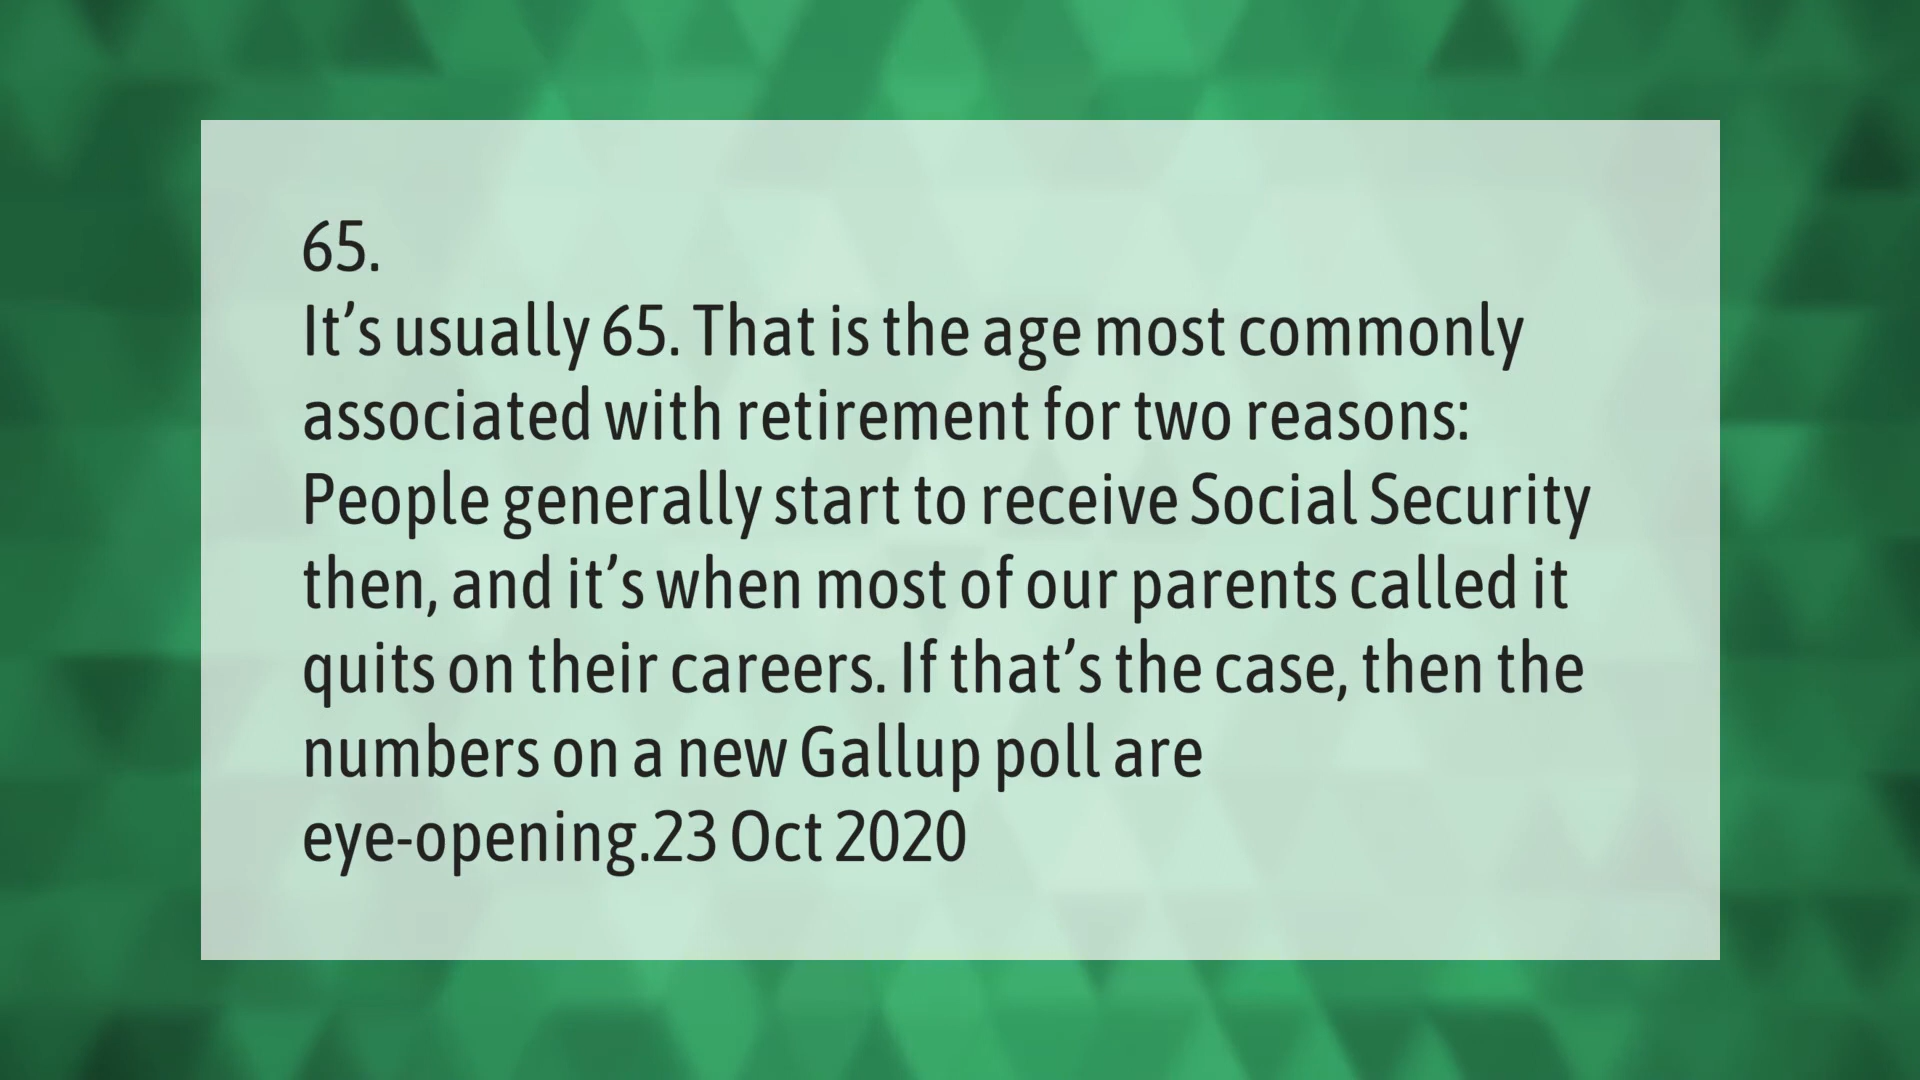 65.
It’s usually 65. That is the age most commonly
associated with retirement for two reasons:
People generally start to receive Social Security
then, and it’s when most of our parents called it
quits on their careers. If that’s the case, then the
numbers on a new Gallup poll are
eye-opening.23 Oct 2020